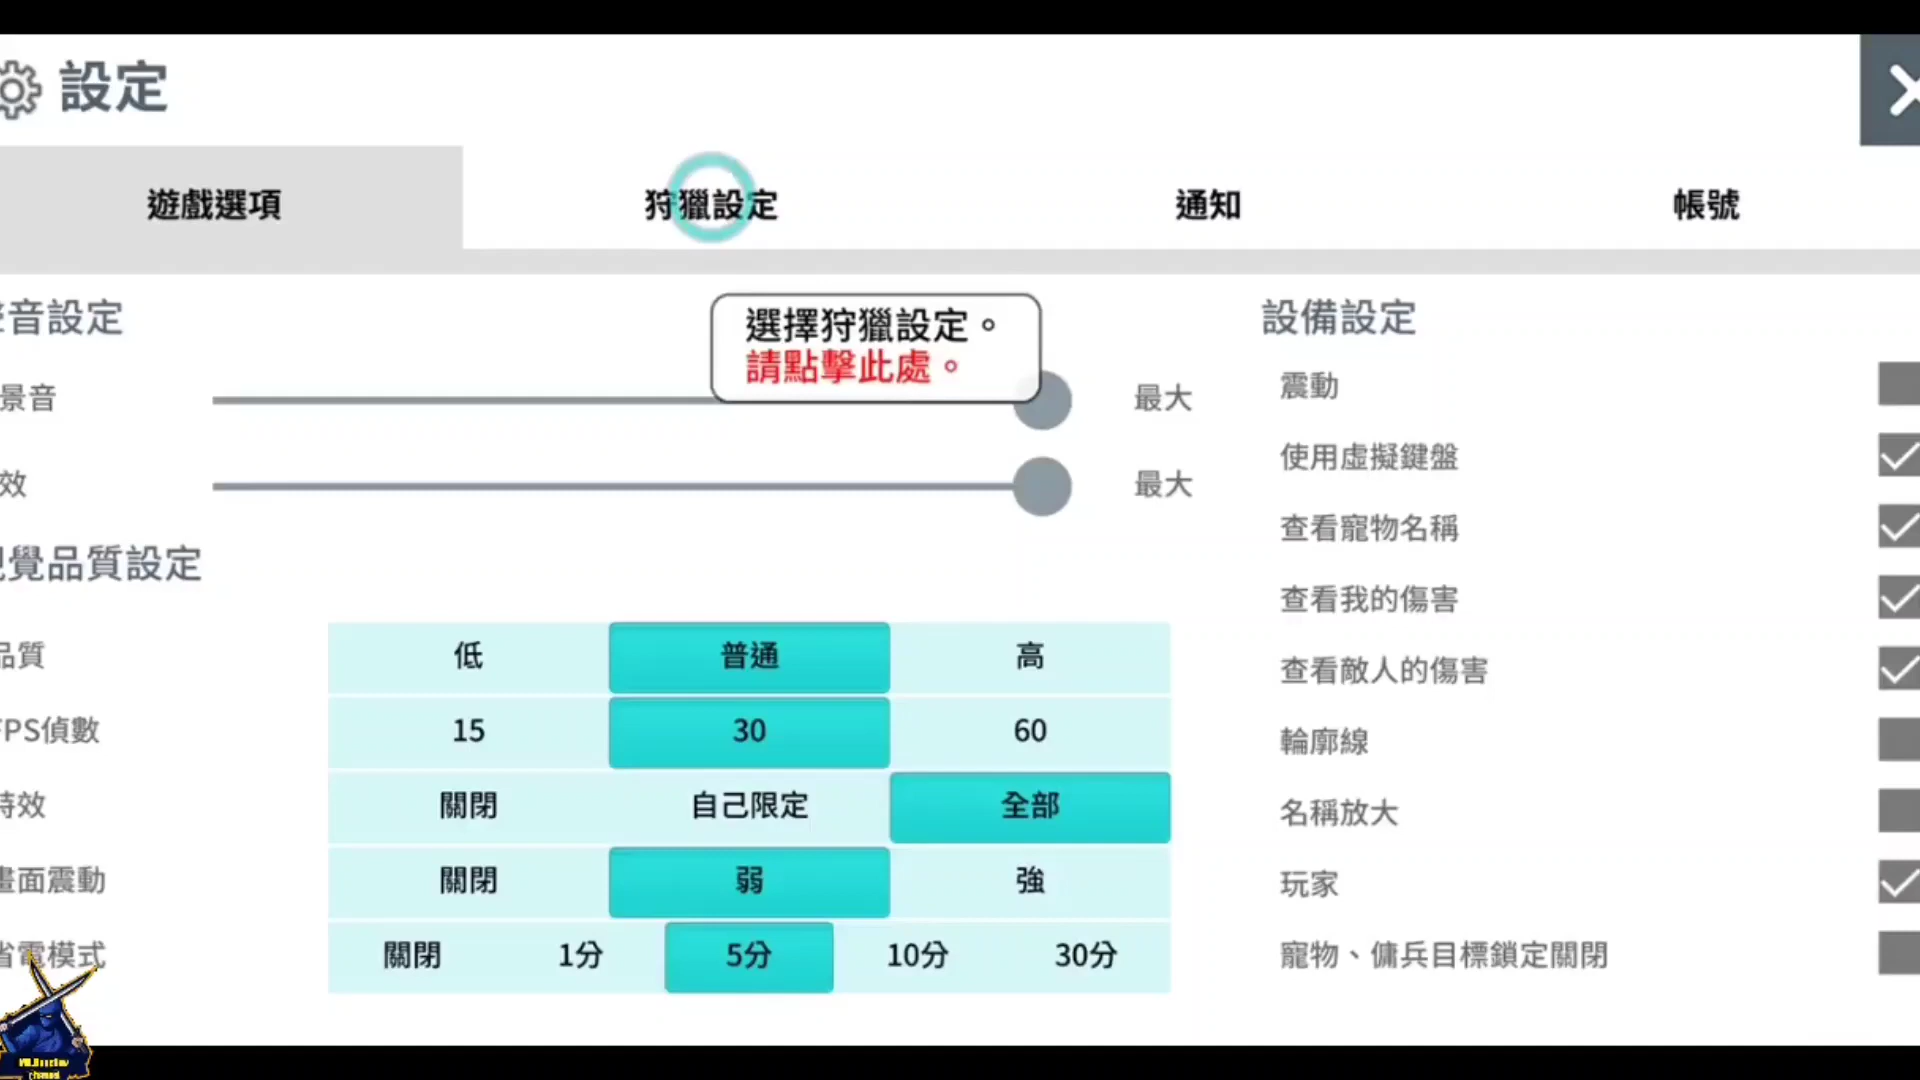 設定
遊戲選項
狩獵設定
通知
帳號
音設定
選擇狩獵設定。
請點擊此處。
設備設定
景音
最大
震動
效
最大
使用虛擬鍵盤
查看寵物名稱
覺品質設定
查看我的傷害
品質
低
普通
高
查看敵人的傷害
FPS偵數
15
30
60
輪廓線
特效
關閉
自己限定
全部
名稱放大
畫面震動
關閉
弱
強
玩家
省電模式
關閉
1分
5分
10分
30分
寵物、傭兵目標鎖定關閉